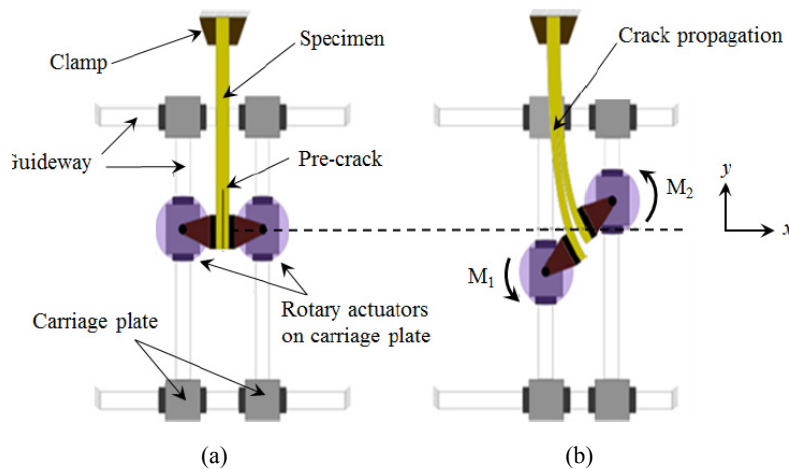 Clamp
Specimen
Guideway
Pre-crack
Carriage plate
Rotary actuators
on carriage plate
(a)
Crack propagation
M1
M2
y
x
(b)